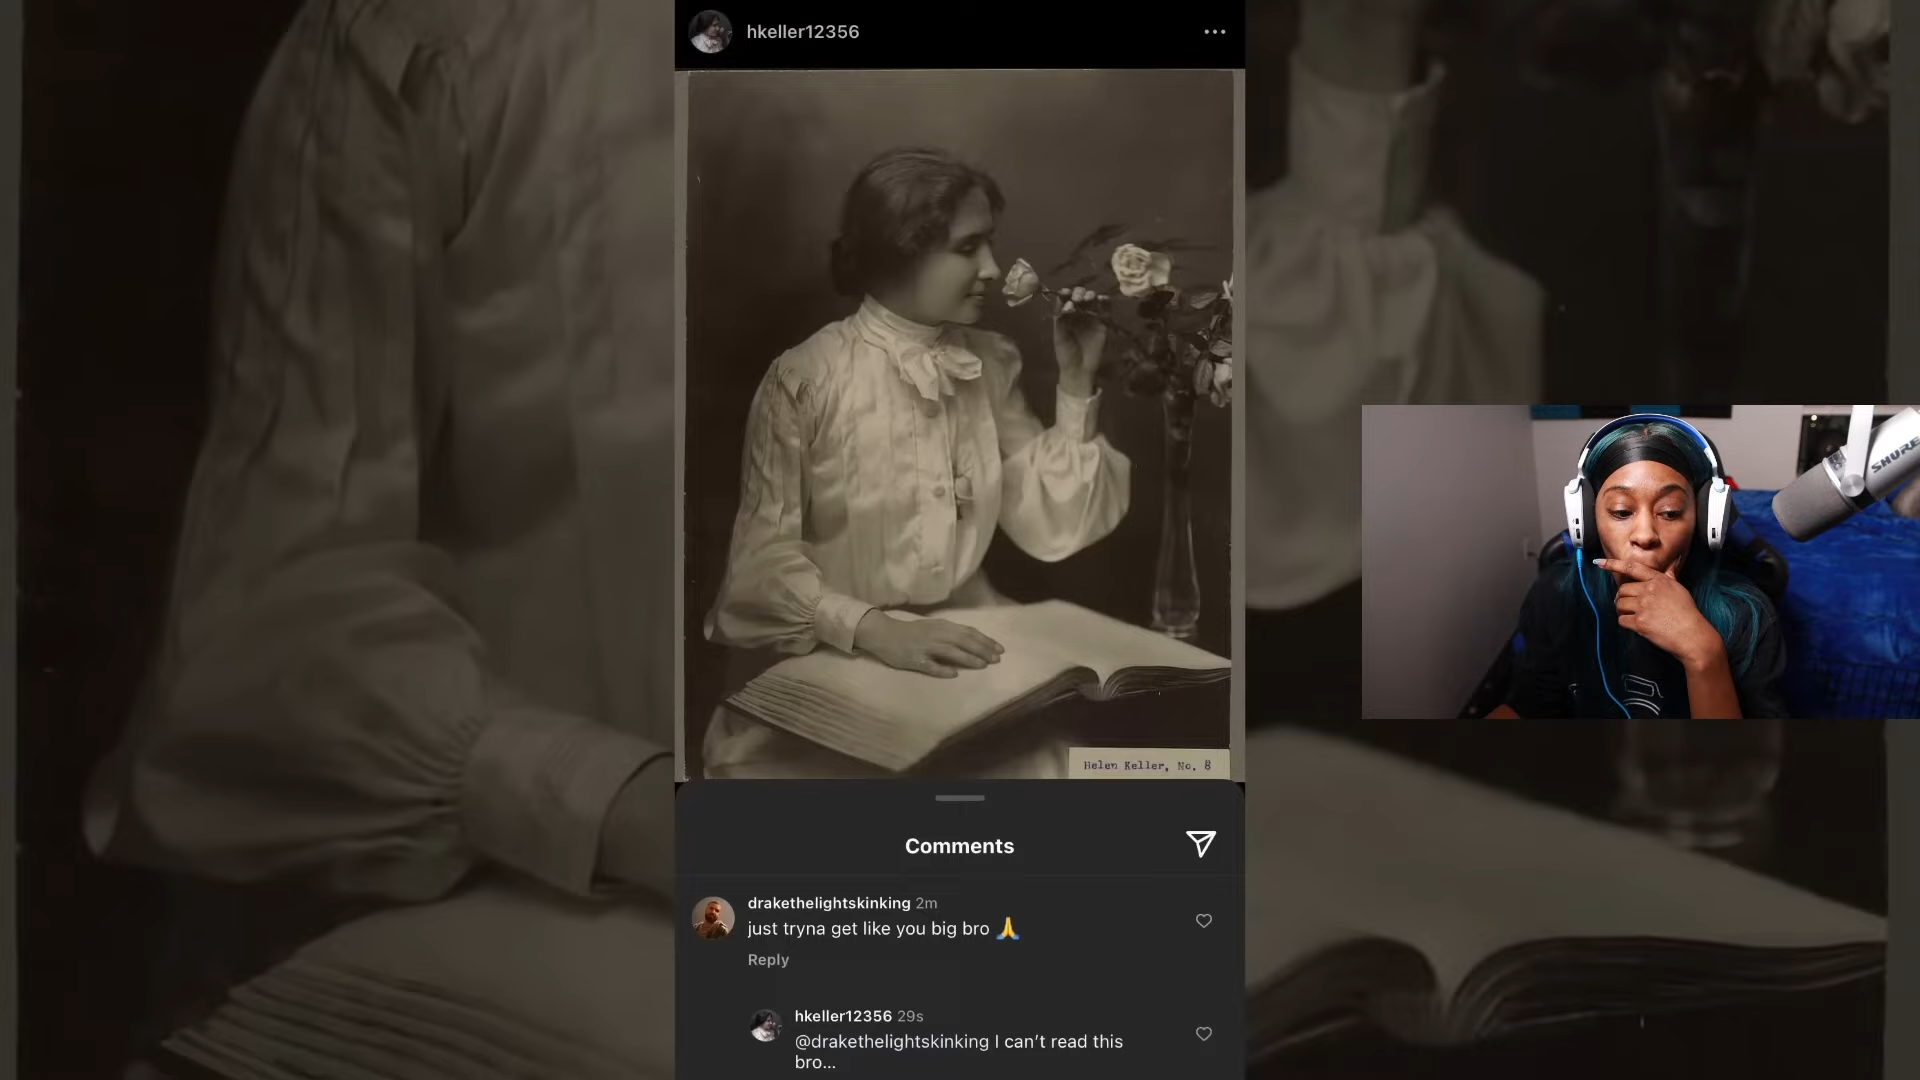 hkeller12356
Helen Keller, No. 8
SHURE
Comments
drakethelightskinking 2m
just tryna get like you big bro 🙏
Reply
hkeller12356 29s
@drakethelightskinking I can’t read this
bro...